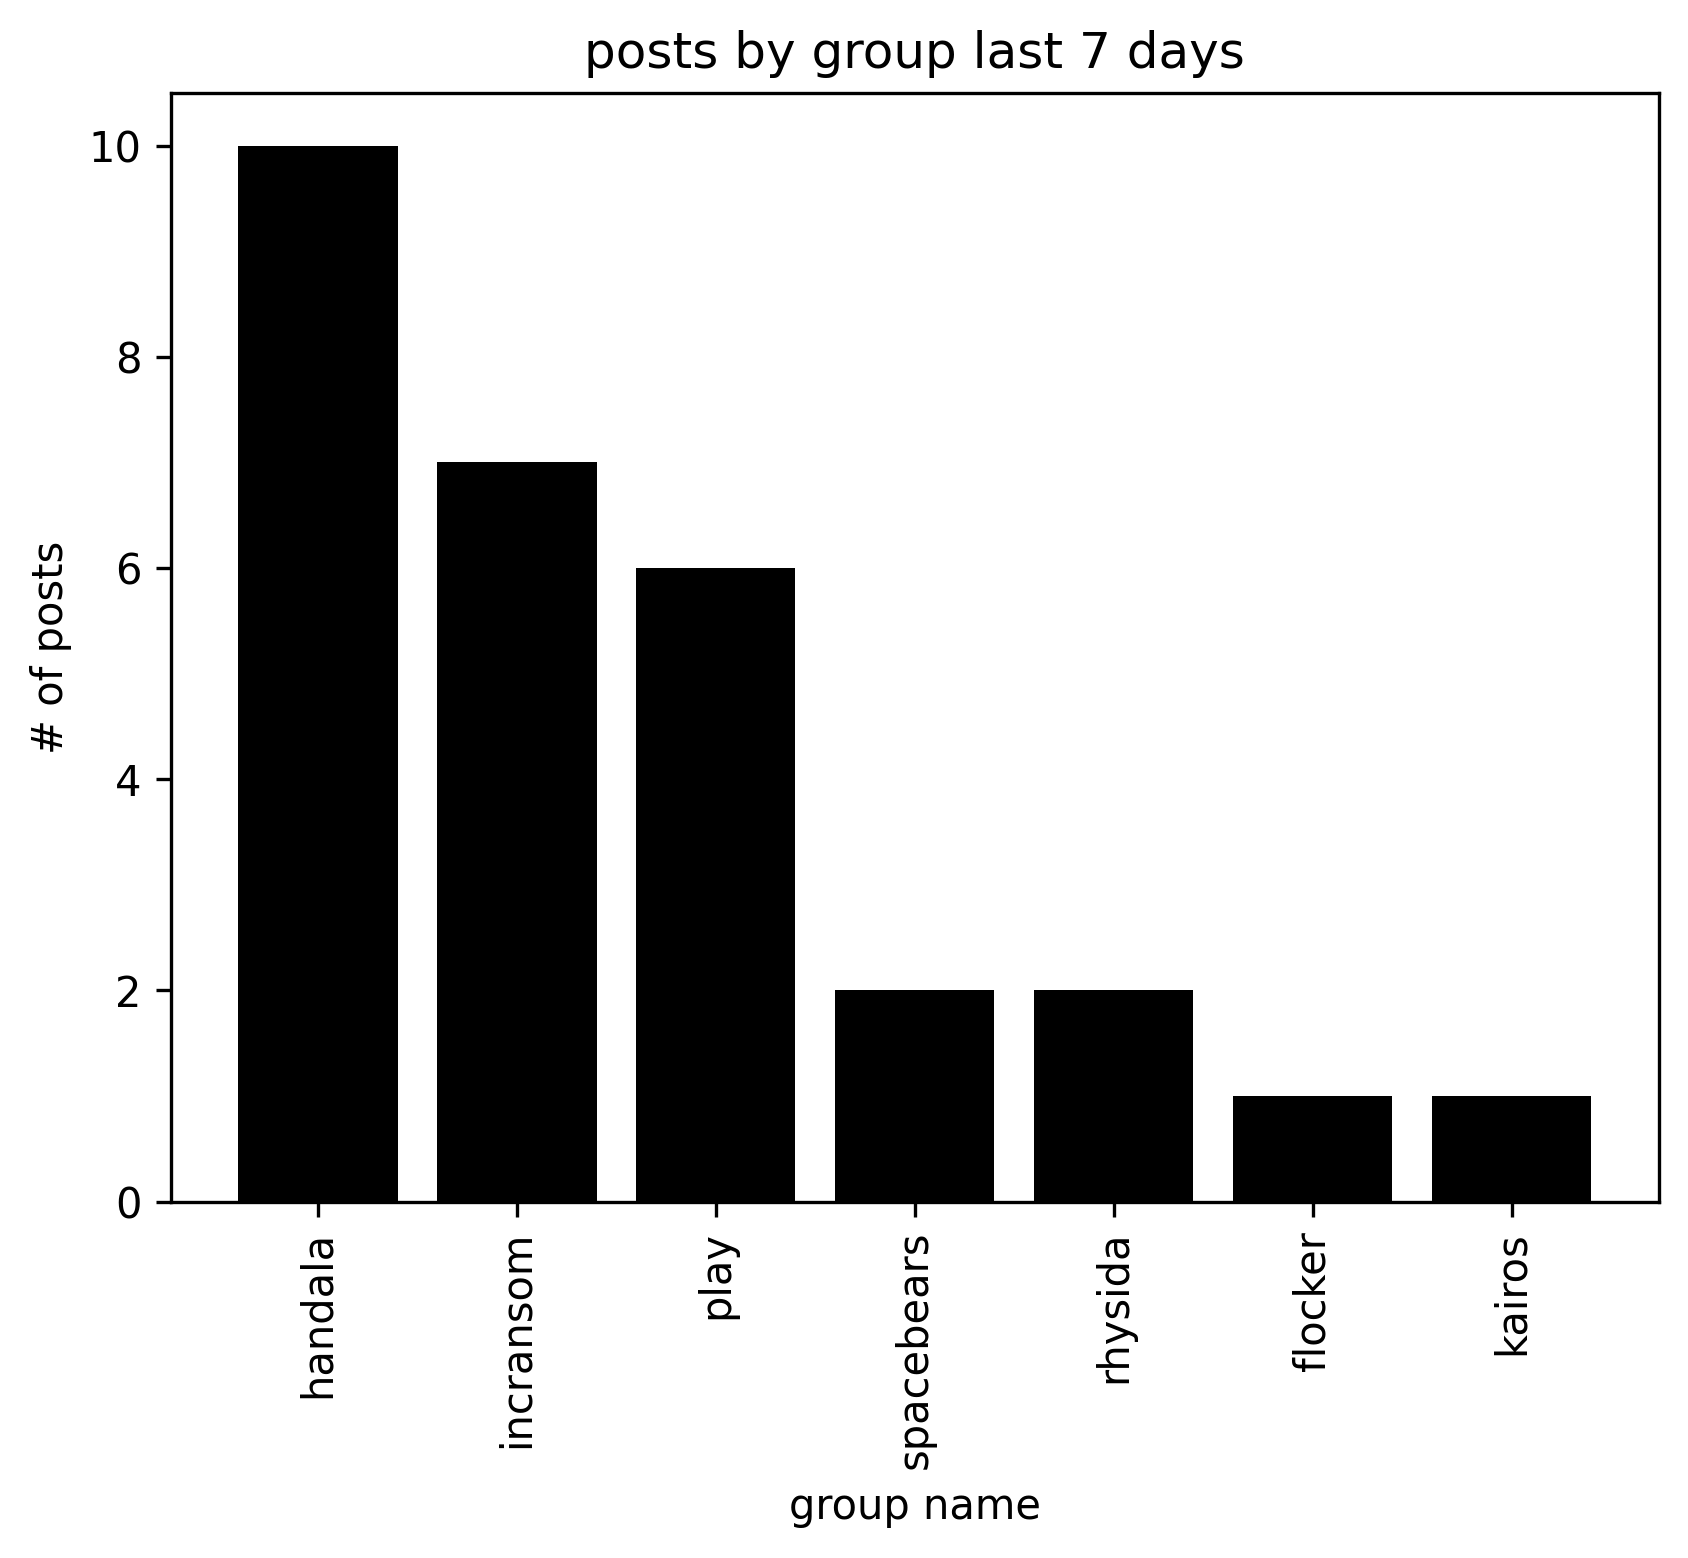 posts by group last 7 days
# of posts
10
8
6
4
2
0
handala
incransom
play
spacebears
rhysida
flocker
kairos
group name